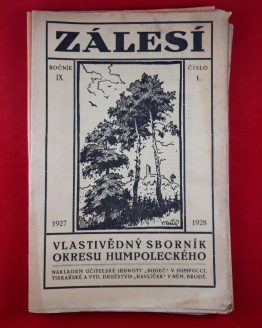 ZÁLESÍ
ROČNÍK IX.
ČÍSLO 1.
1927
1928
VLASTIVĚDNÝ SBORNÍK
OKRESU HUMPOLECKÉHO
NÁKLADEM UČITELSKÉ JEDNOTY „BUDEČ" V HUMPOLCI.
TISKAŘSKÉ A VYD. DRUŽSTVO „HAVLÍČEK" V NĚM. BRODĚ.